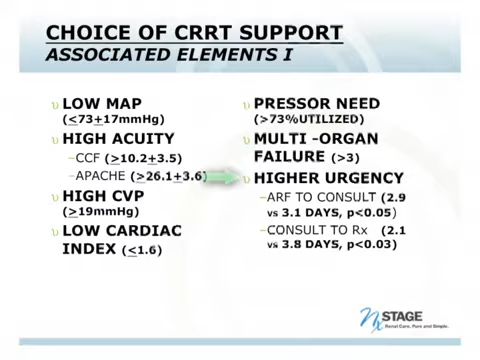 CHOICE OF CRRT SUPPORT
ASSOCIATED ELEMENTS I
υ LOW MAP
(<73+17mmHg)
υ HIGH ACUITY
–CCF (>10.2+3.5)
–APACHE (>26.1+3.6)
υ HIGH CVP
(>19mmHg)
υ LOW CARDIAC
INDEX (<1.6)
υ PRESSOR NEED
(>73%UTILIZED)
υ MULTI -ORGAN
FAILURE (>3)
υ HIGHER URGENCY
–ARF TO CONSULT (2.9
vs 3.1 DAYS, p<0.05)
–CONSULT TO Rx (2.1
vs 3.8 DAYS, p<0.03)
NxSTAGE
Renal Care. Pure and Simple.